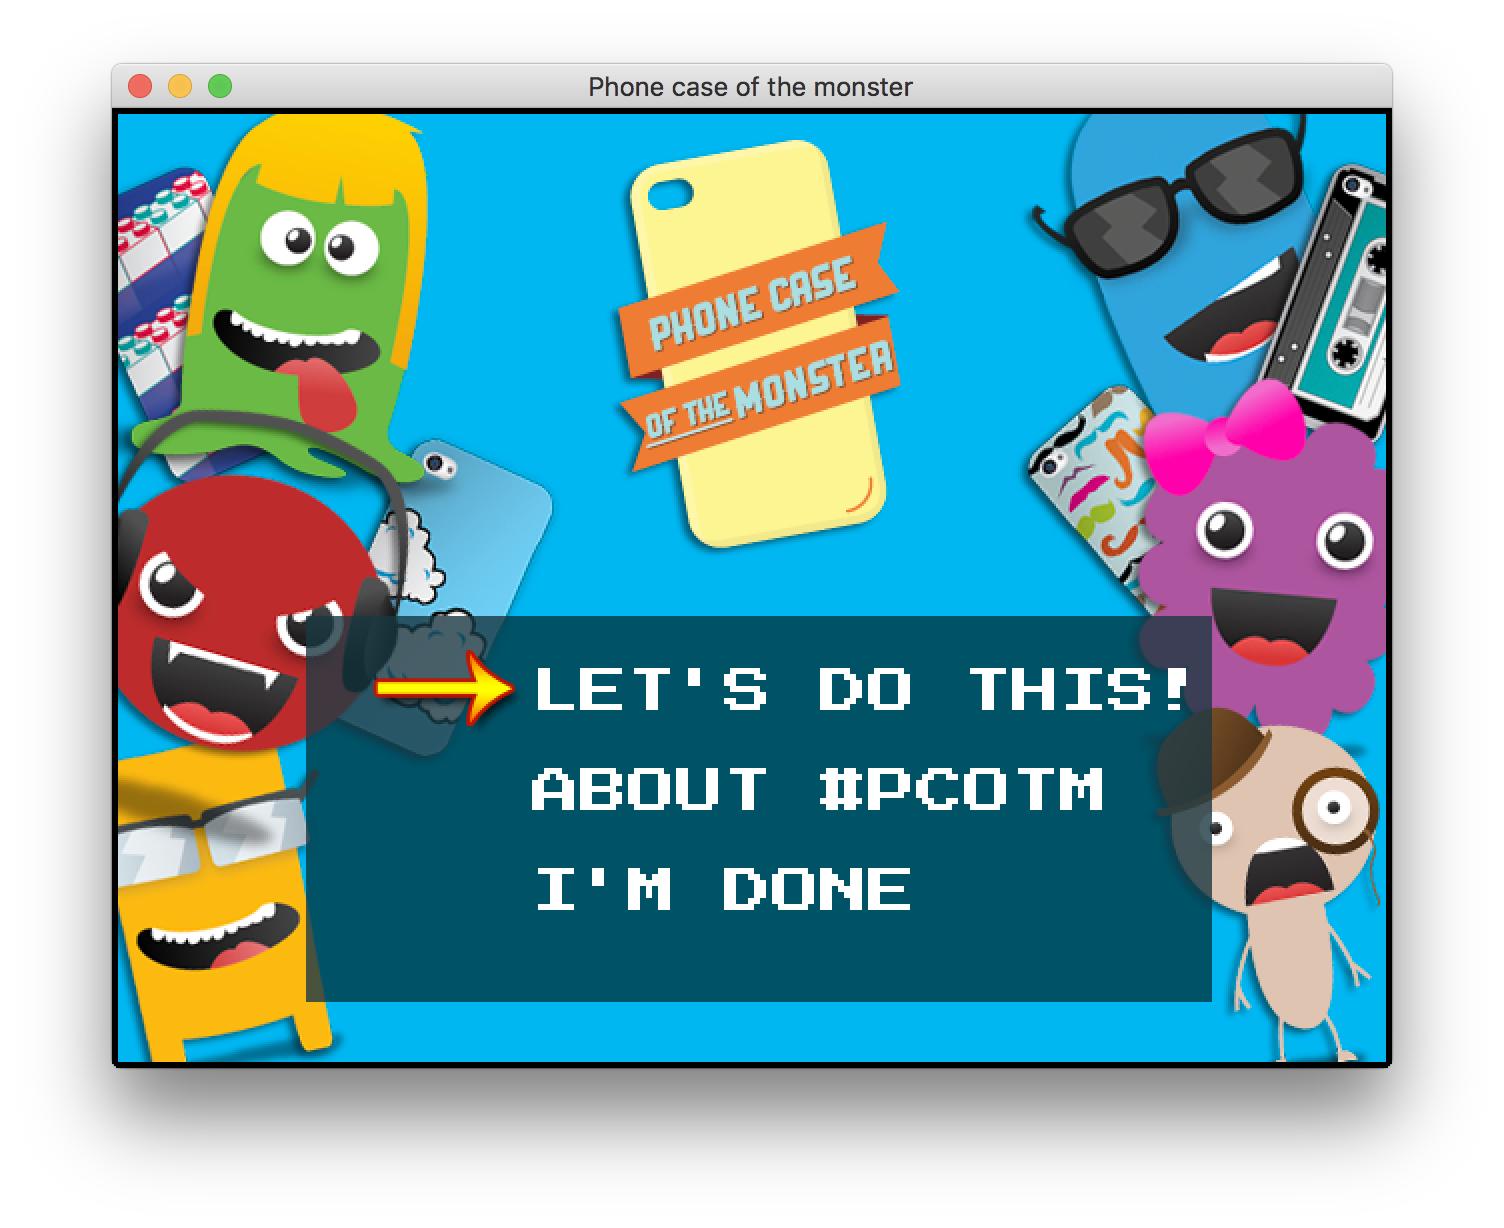 Phone case of the monster
PHONE CASE
OF THE MONSTER
LET'S DO THIS!
ABOUT #PCOTM
I'M DONE